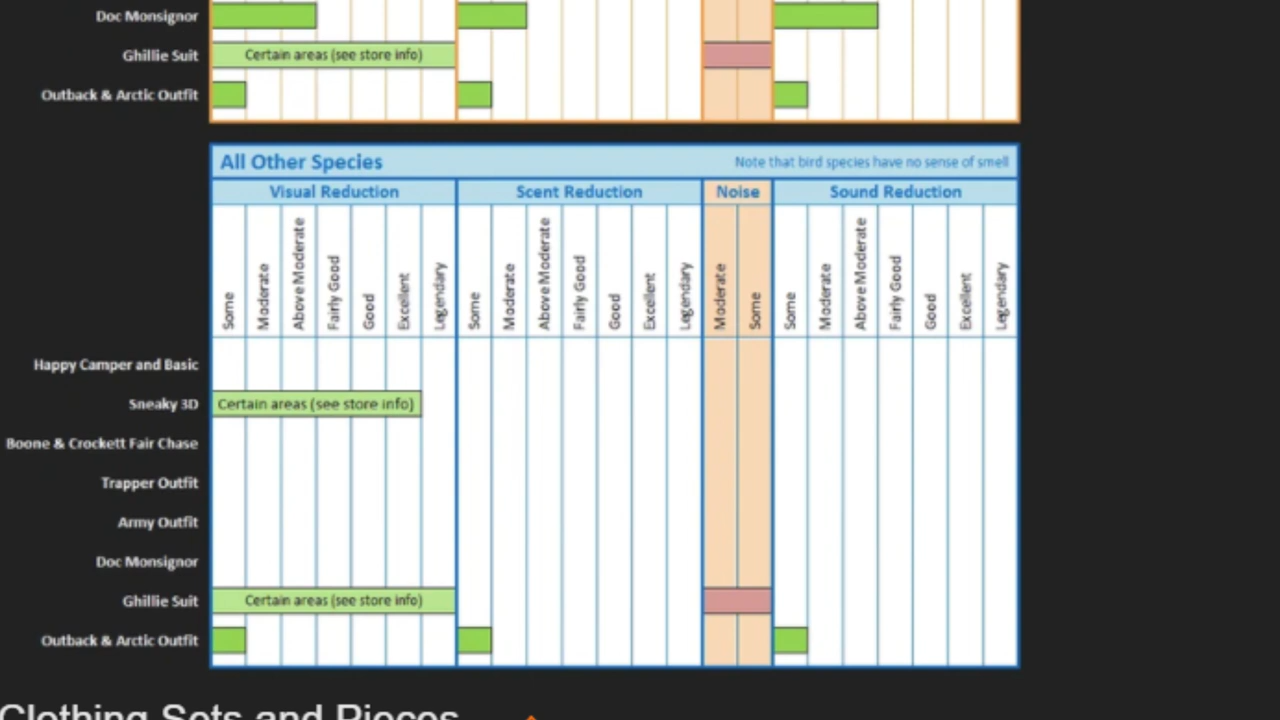 Doc Monsignor
Ghillie Suit Certain areas (see store info)
Outback & Arctic Outfit
All Other Species Note that bird species have no sense of smell
Visual Reduction Scent Reduction Noise Sound Reduction
Some Moderate Above Moderate Fairly Good Good Excellent Legendary Some Moderate Above Moderate Fairly Good Good Excellent Legendary Moderate Some Some Moderate Above Moderate Fairly Good Good Excellent Legendary
Happy Camper and Basic
Sneaky 3D Certain areas (see store info)
Boone & Crockett Fair Chase
Trapper Outfit
Army Outfit
Doc Monsignor
Ghillie Suit Certain areas (see store info)
Outback & Arctic Outfit
Clothing Sets and Pieces